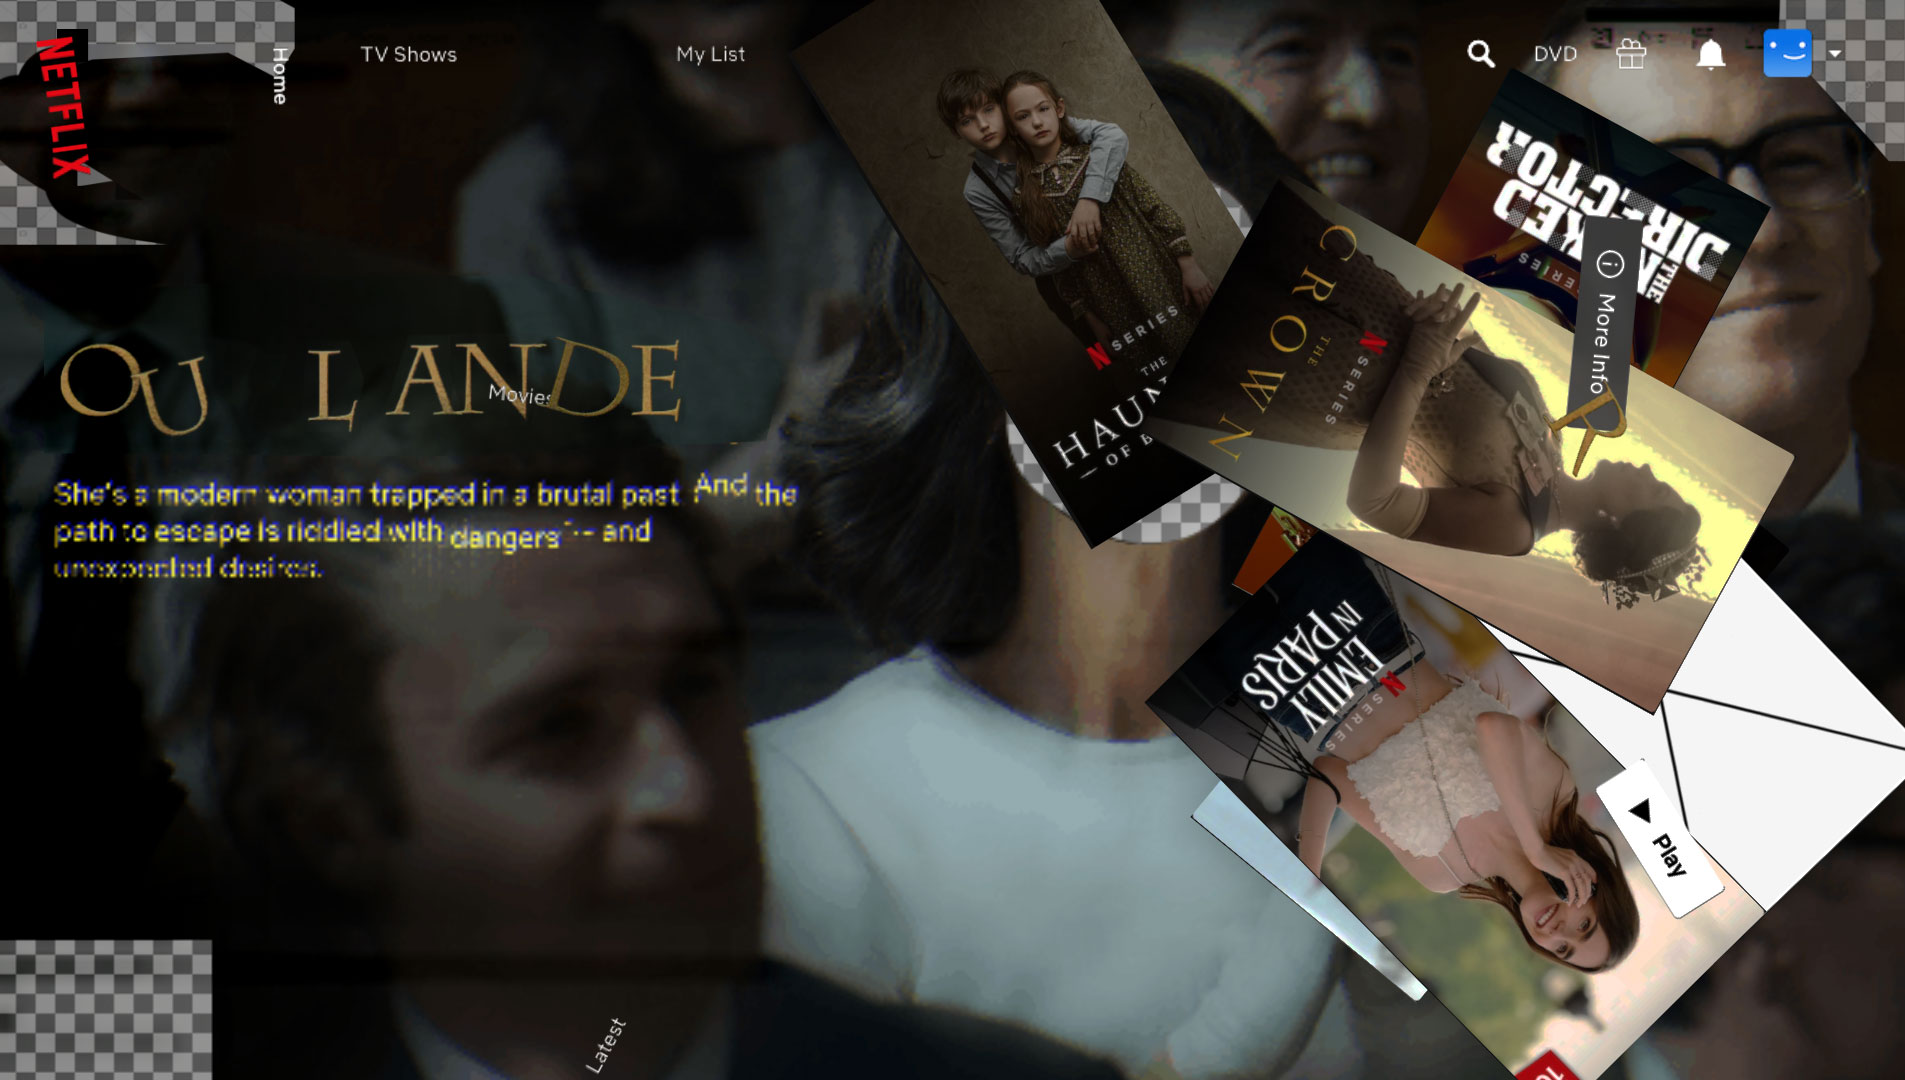 NETFLIX
Home
TV Shows
My List
DVD
OU L ANDE
Movies
She's a modern woman trapped in a brutal past. And the
path to escape is riddled with dangers -- and
unexpected desires.
R
N SERIES
THE
HAUN
— OF B
CROWN
THE
N SERIES
THE
NAKED
DIRECTOR
SERIES
More Info
EMILY
IN PARIS
N SERIES
Play
Latest
10